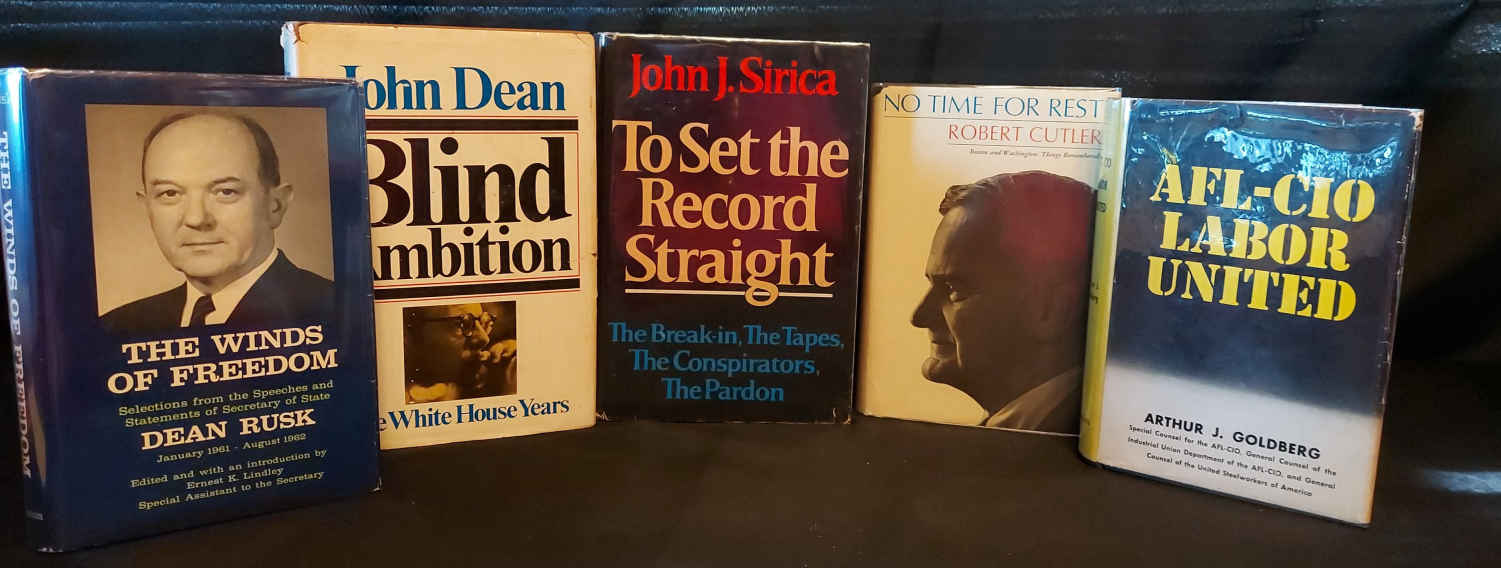 THE WINDS OF FREEDOM
THE WINDS
OF FREEDOM
Selections from the Speeches and
Statements of Secretary of State
DEAN RUSK
January 1961 - August 1962
Edited and with an introduction by
Ernest K. Lindley
Special Assistant to the Secretary
John Dean
Blind
Ambition
White House Years
John J. Sirica
To Set the
Record
Straight
The Break-in, The Tapes,
The Conspirators,
The Pardon
NO TIME FOR REST
ROBERT CUTLER
Boston and Washington: Things Remembered
AFL-CIO
LABOR
UNITED
ARTHUR J. GOLDBERG
Special Counsel for the AFL-CIO, General Counsel of the
Industrial Union Department of the AFL-CIO, and General
Counsel of the United Steelworkers of America